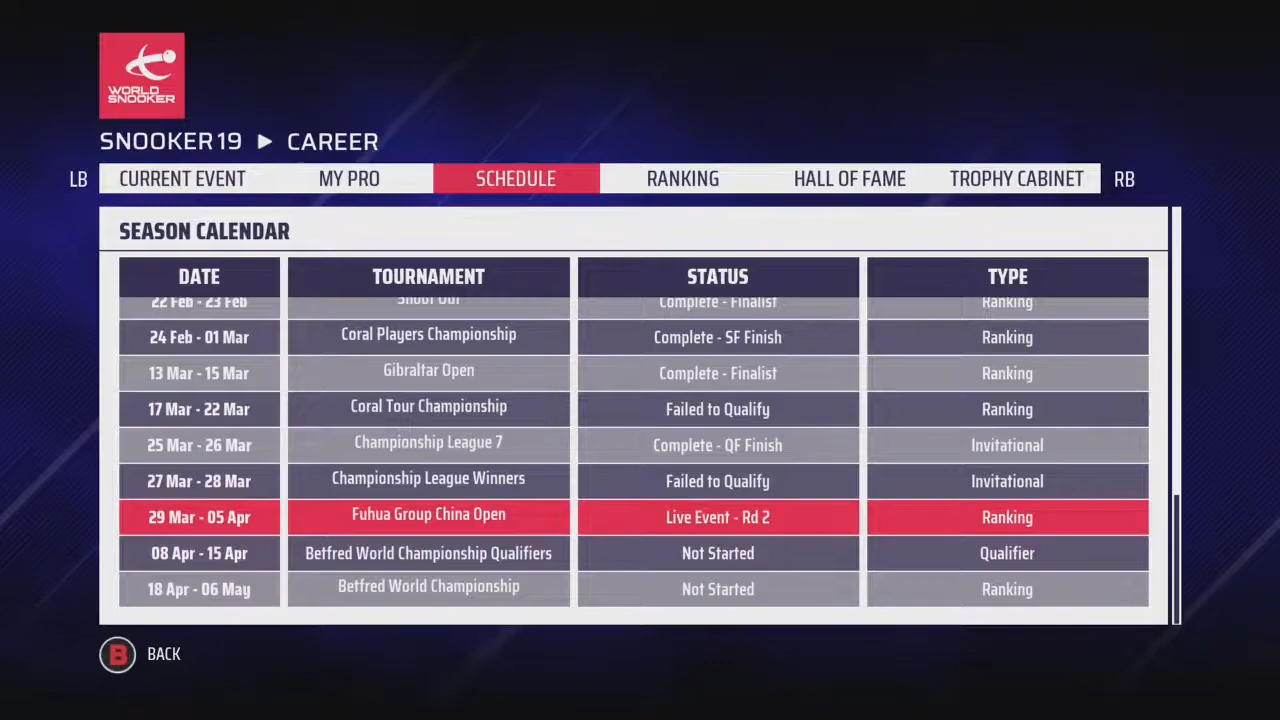 WORLD
SNOOKER
SNOOKER 19 ► CAREER
LB CURRENT EVENT MY PRO SCHEDULE RANKING HALL OF FAME TROPHY CABINET RB
SEASON CALENDAR
DATE TOURNAMENT STATUS TYPE
22 Feb - 23 Feb Shoot Out Complete - Finalist Ranking
24 Feb - 01 Mar Coral Players Championship Complete - SF Finish Ranking
13 Mar - 15 Mar Gibraltar Open Complete - Finalist Ranking
17 Mar - 22 Mar Coral Tour Championship Failed to Qualify Ranking
25 Mar - 26 Mar Championship League 7 Complete - QF Finish Invitational
27 Mar - 28 Mar Championship League Winners Failed to Qualify Invitational
29 Mar - 05 Apr Fuhua Group China Open Live Event - Rd 2 Ranking
08 Apr - 15 Apr Betfred World Championship Qualifiers Not Started Qualifier
18 Apr - 06 May Betfred World Championship Not Started Ranking
B BACK